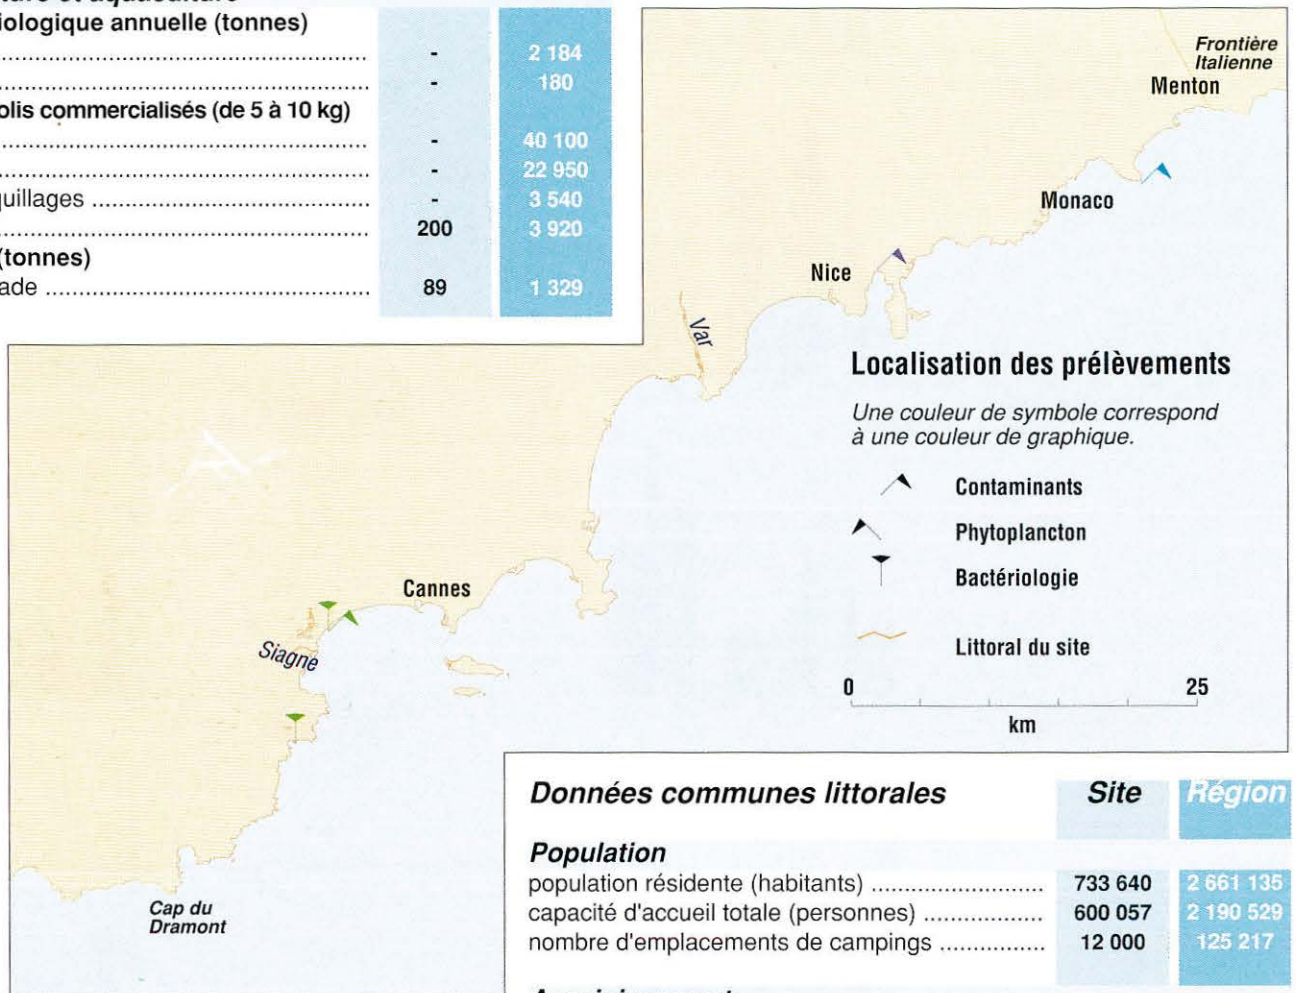 iologique annuelle (tonnes)
................................ - 2 184
................................ - 180
olis commercialisés (de 5 à 10 kg)
................................ - 40 100
................................ - 22 950
quillages ................................ - 3 540
................................ 200 3 920
(tonnes)
ade ................................ 89 1 329
Frontière
Italienne
Menton
Monaco
Nice
Var
Localisation des prélèvements
Une couleur de symbole correspond
à une couleur de graphique.
Contaminants
Phytoplancton
Bactériologie
Littoral du site
0 25
km
Cannes
Siagne
Cap du
Dramont
Données communes littorales Site Région
Population
population résidente (habitants) ........................ 733 640 2 661 135
capacité d'accueil totale (personnes) ................. 600 057 2 190 529
nombre d'emplacements de campings ............... 12 000 125 217